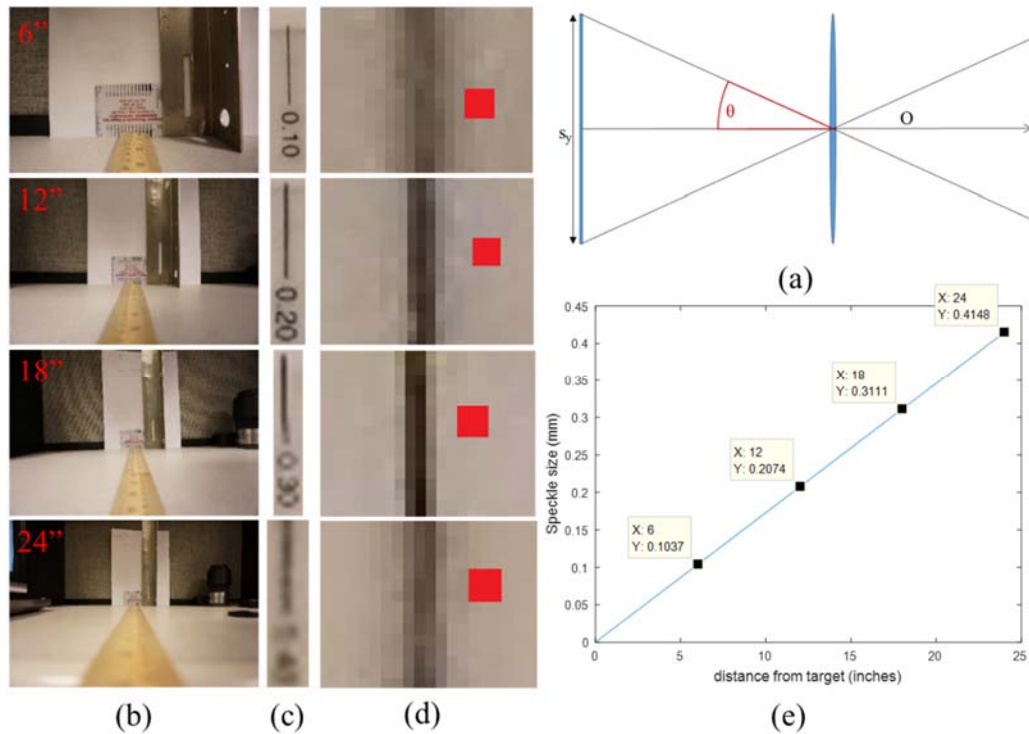 6”
12”
18”
24”
0.10
0.20
0.30
(b)
(c)
(d)
θ
O
Sy
(a)
0.45
0.4
0.35
0.3
0.25
0.2
0.15
0.1
0.05
0
Speckle size (mm)
X: 24
Y: 0.4148
X: 18
Y: 0.3111
X: 12
Y: 0.2074
X: 6
Y: 0.1037
0 5 10 15 20 25
distance from target (inches)
(e)